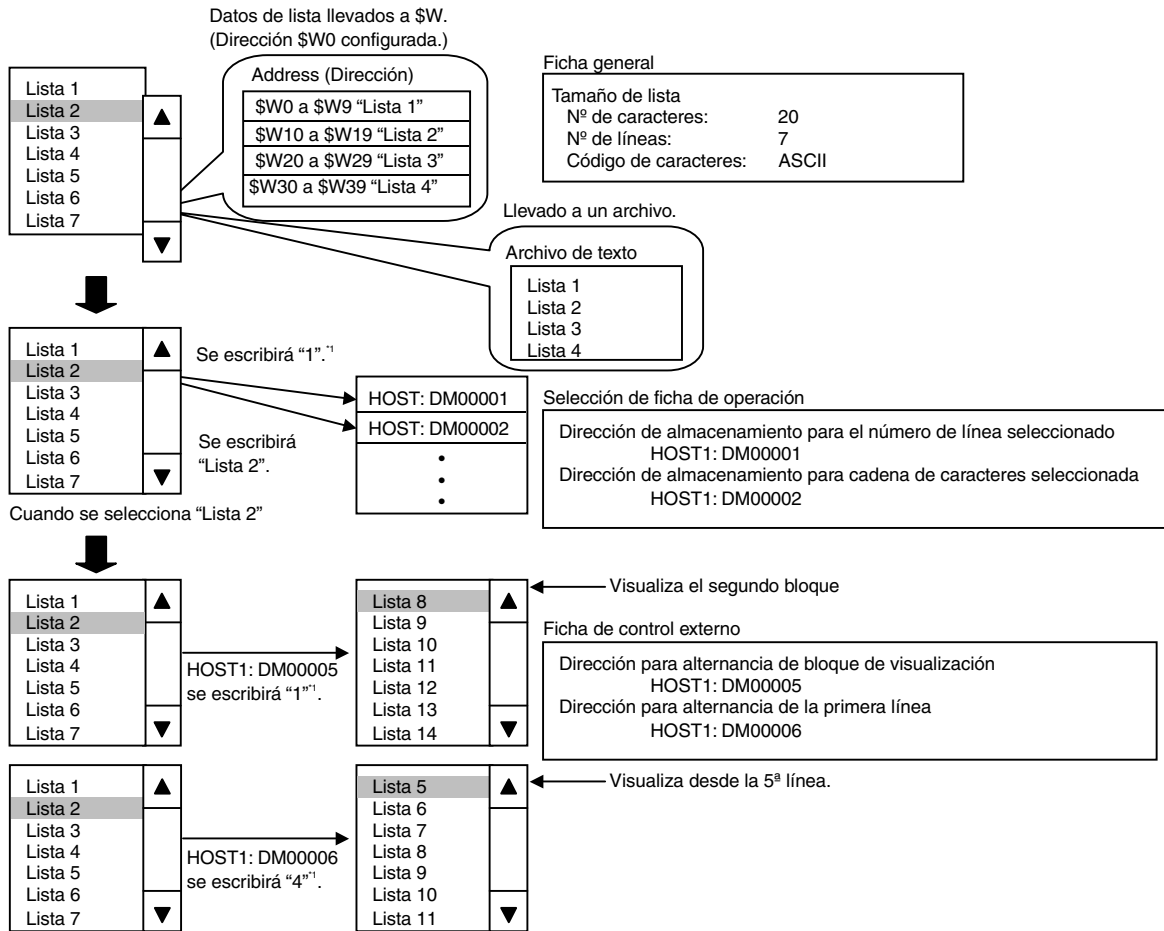 Datos de lista llevados a $W.
(Dirección $W0 configurada.)
Lista 1
Lista 2
Lista 3
Lista 4
Lista 5
Lista 6
Lista 7
Address (Dirección)
$W0 a $W9 “Lista 1”
$W10 a $W19 “Lista 2”
$W20 a $W29 “Lista 3”
$W30 a $W39 “Lista 4”
Ficha general
Tamaño de lista
Nº de caracteres: 20
Nº de líneas: 7
Código de caracteres: ASCII
Llevado a un archivo.
Archivo de texto
Lista 1
Lista 2
Lista 3
Lista 4
Lista 1
Lista 2
Lista 3
Lista 4
Lista 5
Lista 6
Lista 7
Se escribirá “1”.*1
Se escribirá
“Lista 2”.
HOST: DM00001
HOST: DM00002
Selección de ficha de operación
Dirección de almacenamiento para el número de línea seleccionado
HOST1: DM00001
Dirección de almacenamiento para cadena de caracteres seleccionada
HOST1: DM00002
Cuando se selecciona “Lista 2”
Lista 1
Lista 2
Lista 3
Lista 4
Lista 5
Lista 6
Lista 7
HOST1: DM00005
se escribirá “1”*1.
Lista 8
Lista 9
Lista 10
Lista 11
Lista 12
Lista 13
Lista 14
Visualiza el segundo bloque
Ficha de control externo
Dirección para alternancia de bloque de visualización
HOST1: DM00005
Dirección para alternancia de la primera línea
HOST1: DM00006
Lista 1
Lista 2
Lista 3
Lista 4
Lista 5
Lista 6
Lista 7
HOST1: DM00006
se escribirá “4”*1.
Lista 5
Lista 6
Lista 7
Lista 8
Lista 9
Lista 10
Lista 11
Visualiza desde la 5ª línea.